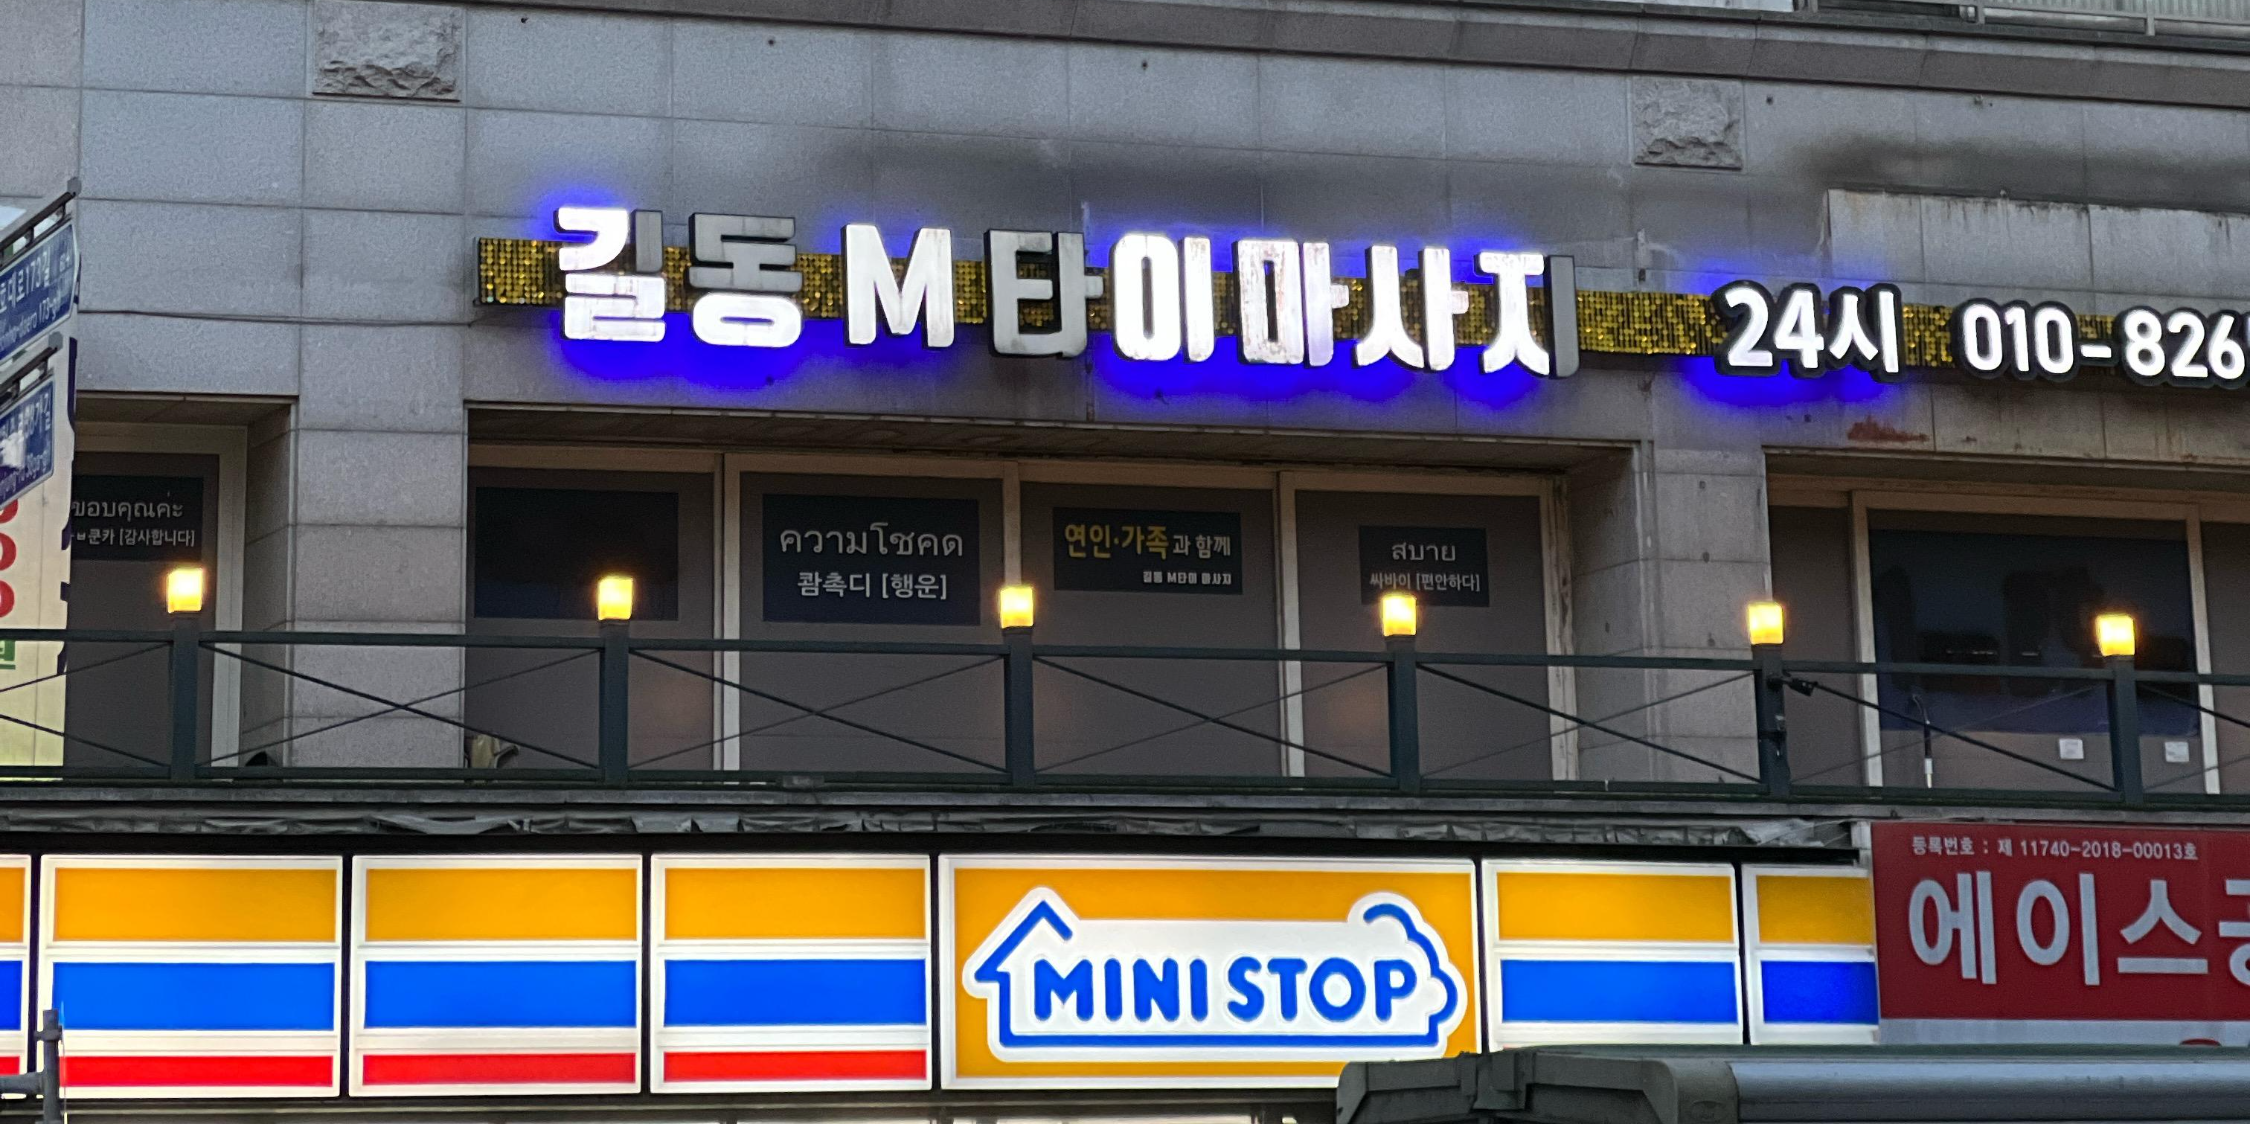 길동 M 타이마사지 24시 010-826
ขอบคุณค่ะ
쿤카 [감사합니다]
ความโชคดี
쾀촉디 [행운]
연인·가족과 함께
길동 M타이 마사지
สบาย
싸바이 [편안하다]
MINISTOP
등록번호 : 제 11740-2018-00013호
에이스